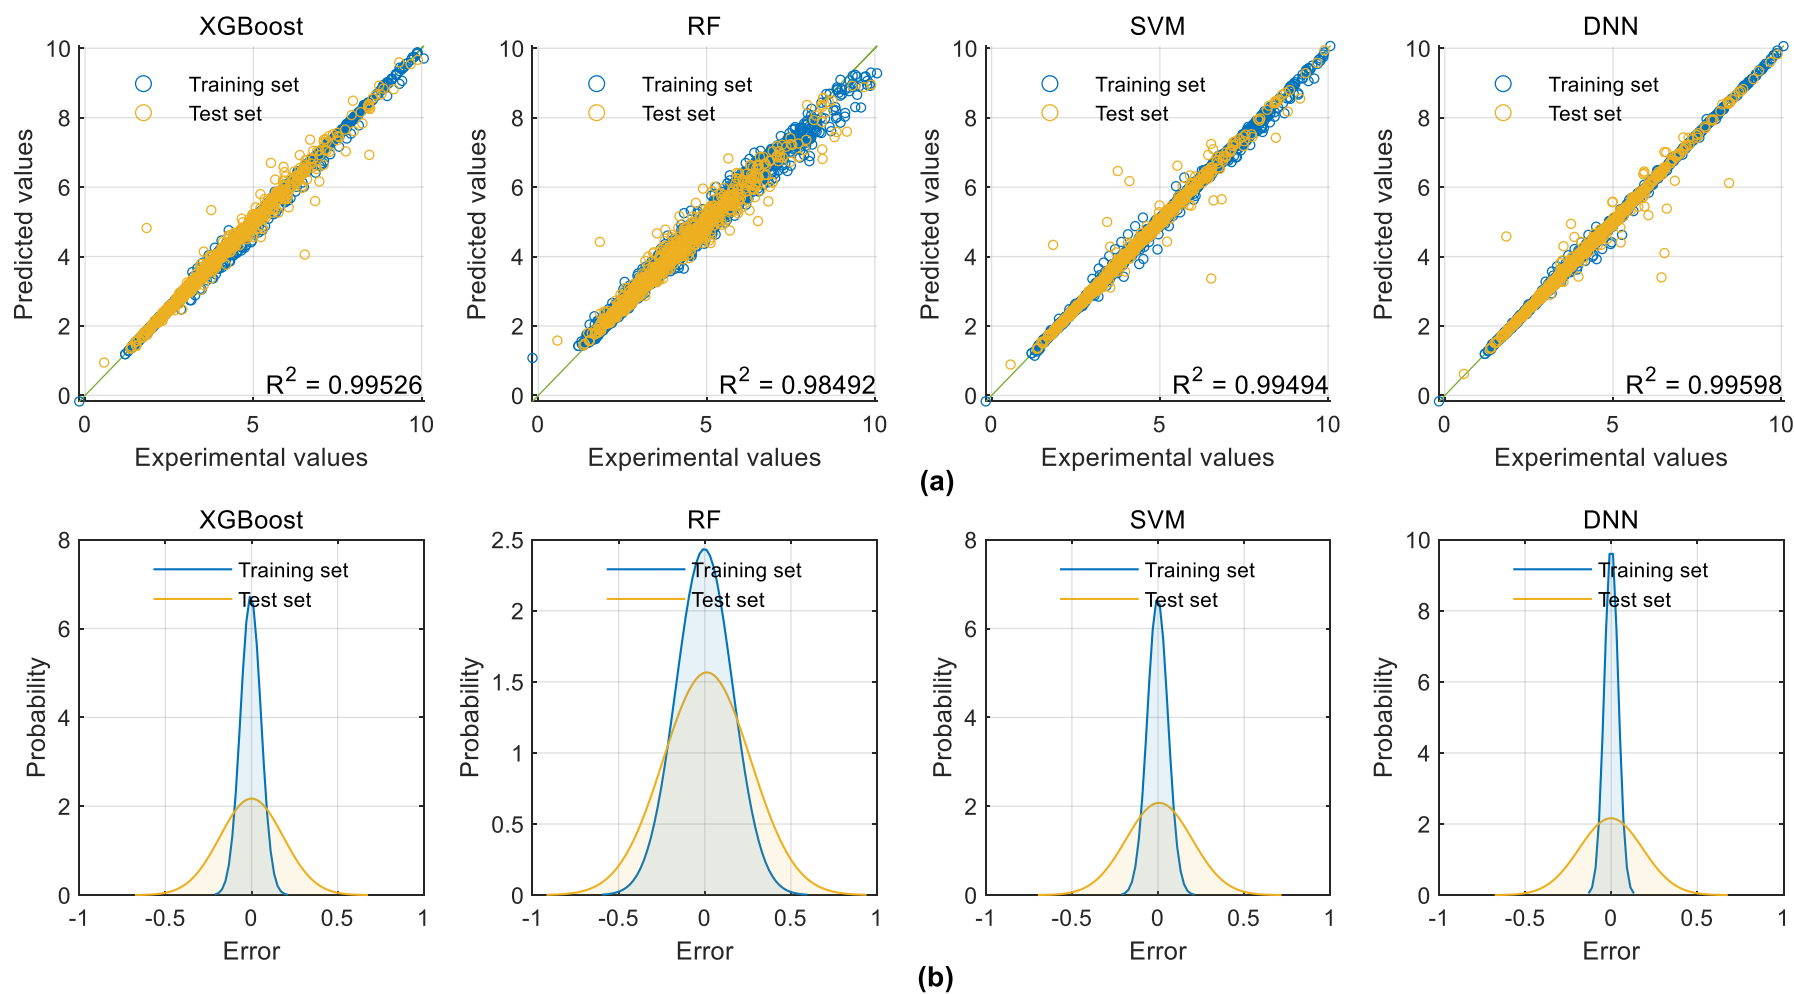 XGBoost
10
8
6
4
2
0
Predicted values
Training set
Test set
R² = 0.99526
0 5 10
Experimental values
RF
10
8
6
4
2
0
Predicted values
Training set
Test set
R² = 0.98492
0 5 10
Experimental values
SVM
10
8
6
4
2
0
Predicted values
Training set
Test set
R² = 0.99494
0 5 10
Experimental values
DNN
10
8
6
4
2
0
Predicted values
Training set
Test set
R² = 0.99598
0 5 10
Experimental values
(a)
XGBoost
8
6
4
2
0
Probability
Training set
Test set
-1 -0.5 0 0.5 1
Error
RF
2.5
2
1.5
1
0.5
0
Probability
Training set
Test set
-1 -0.5 0 0.5 1
Error
SVM
8
6
4
2
0
Probability
Training set
Test set
-1 -0.5 0 0.5 1
Error
DNN
10
8
6
4
2
0
Probability
Training set
Test set
-1 -0.5 0 0.5 1
Error
(b)